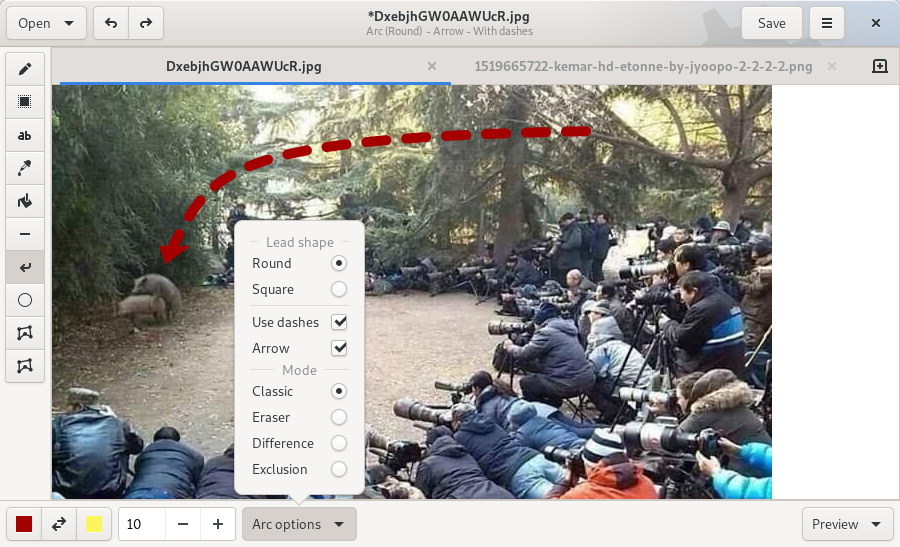 Open
*DxebjhGW0AAWUcR.jpg
Arc (Round) - Arrow - With dashes
Save
DxebjhGW0AAWUcR.jpg
1519665722-kemar-hd-etonne-by-jyoopo-2-2-2-2.png
ab
Lead shape
Round
Square
Use dashes
Arrow
Mode
Classic
Eraser
Difference
Exclusion
10
Arc options
Preview